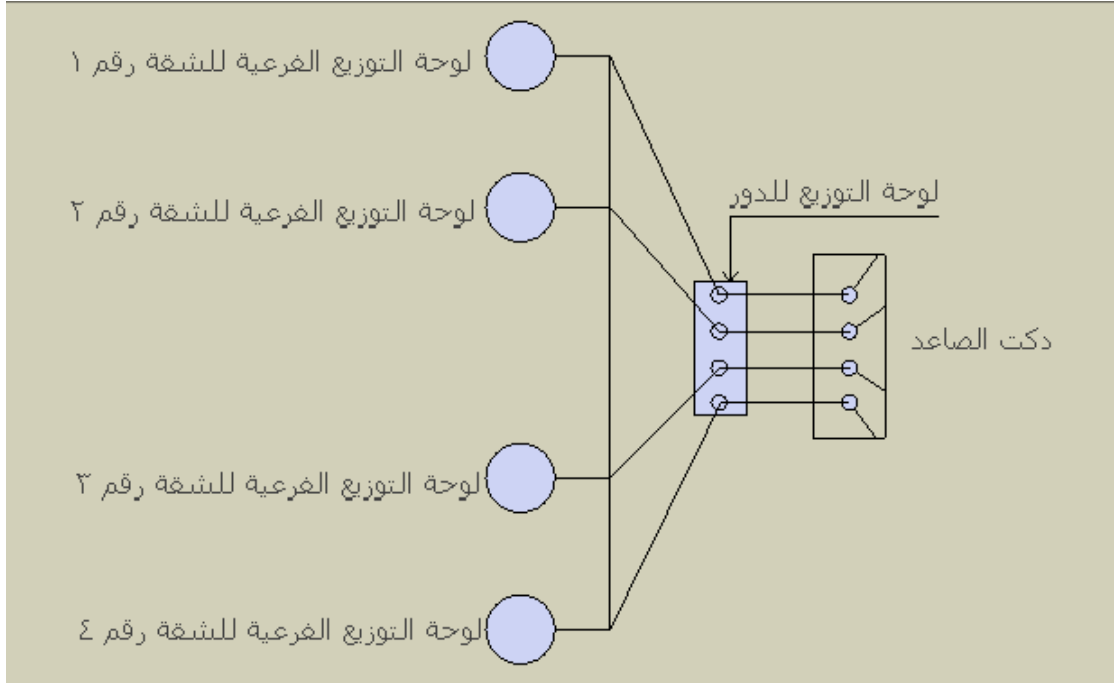 لوحة التوزيع الفرعية للشقة رقم ١
لوحة التوزيع للدور
لوحة التوزيع الفرعية للشقة رقم ٢
دكت الصاعد
لوحة التوزيع الفرعية للشقة رقم ٣
لوحة التوزيع الفرعية للشقة رقم ٤